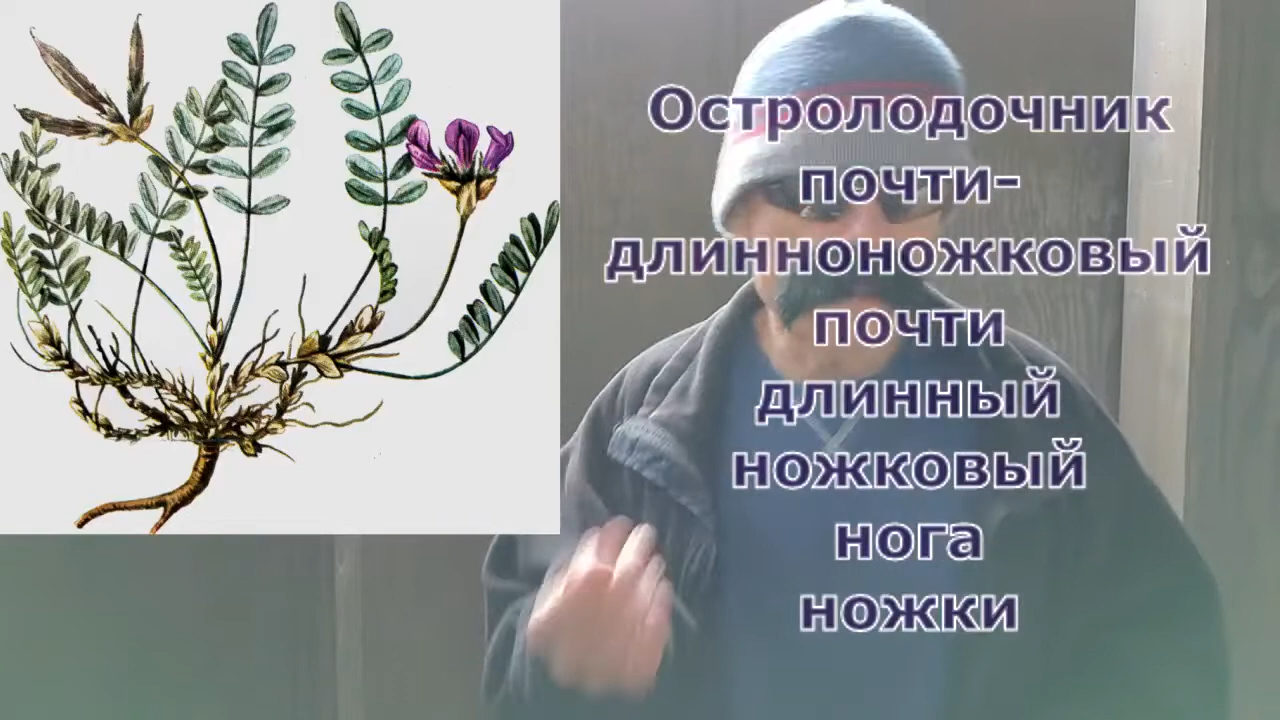 Остролодочник
почти-
длинноножковый
почти
длинный
ножковый
нога
ножки